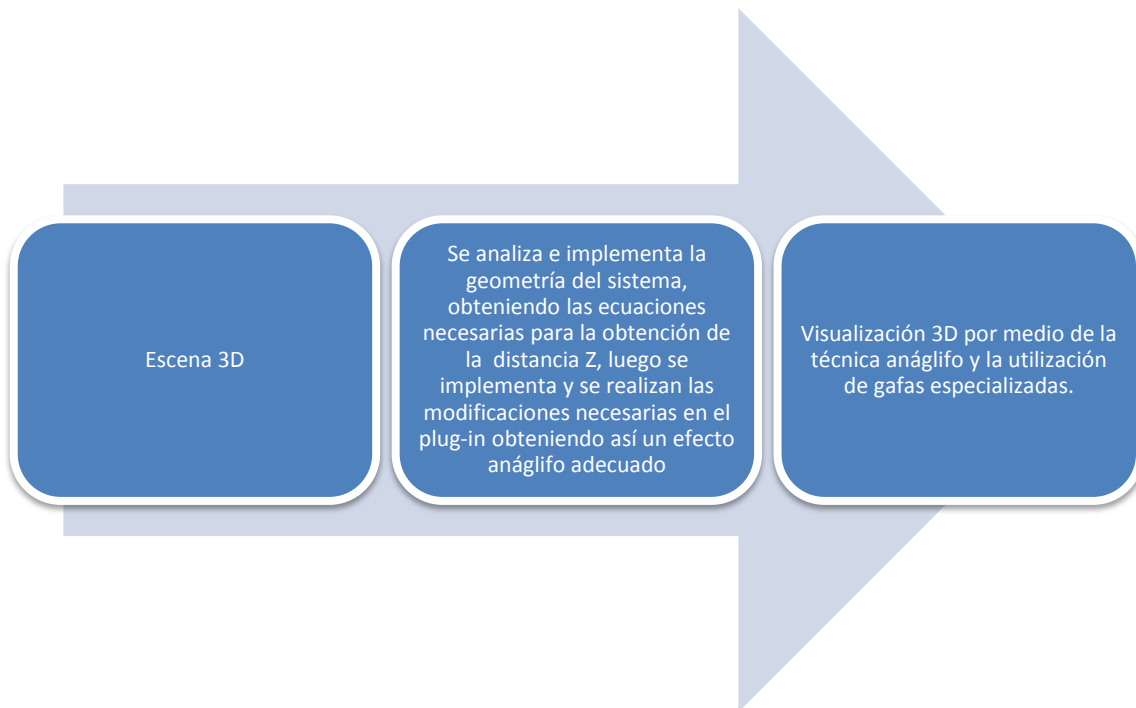 Escena 3D
Se analiza e implementa la
geometría del sistema,
obteniendo las ecuaciones
necesarias para la obtención de
la distancia Z, luego se
implementa y se realizan las
modificaciones necesarias en el
plug-in obteniendo así un efecto
anáglifo adecuado
Visualización 3D por medio de la
técnica anáglifo y la utilización
de gafas especializadas.